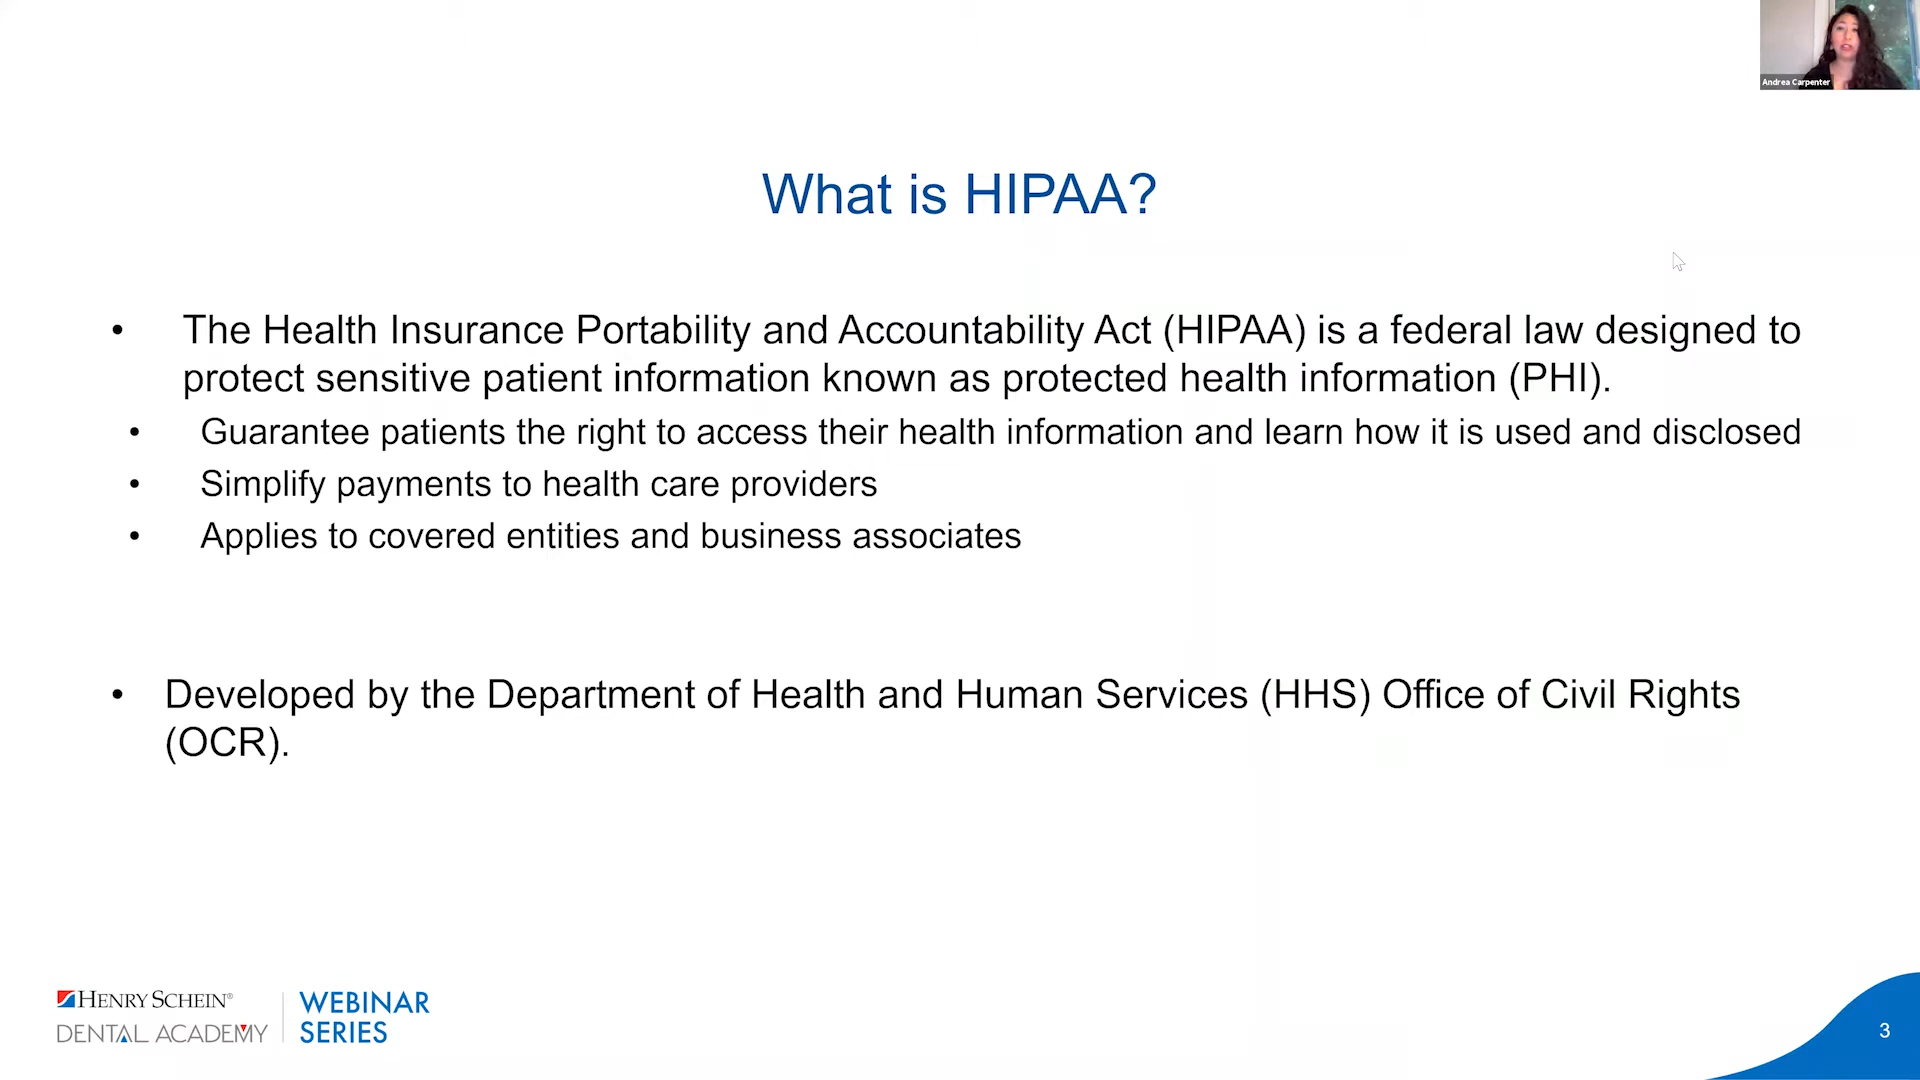 Andrea Carpenter
What is HIPAA?
• The Health Insurance Portability and Accountability Act (HIPAA) is a federal law designed to
protect sensitive patient information known as protected health information (PHI).
• Guarantee patients the right to access their health information and learn how it is used and disclosed
• Simplify payments to health care providers
• Applies to covered entities and business associates
• Developed by the Department of Health and Human Services (HHS) Office of Civil Rights
(OCR).
HENRY SCHEIN®
DENTAL ACADEMY
WEBINAR
SERIES
3